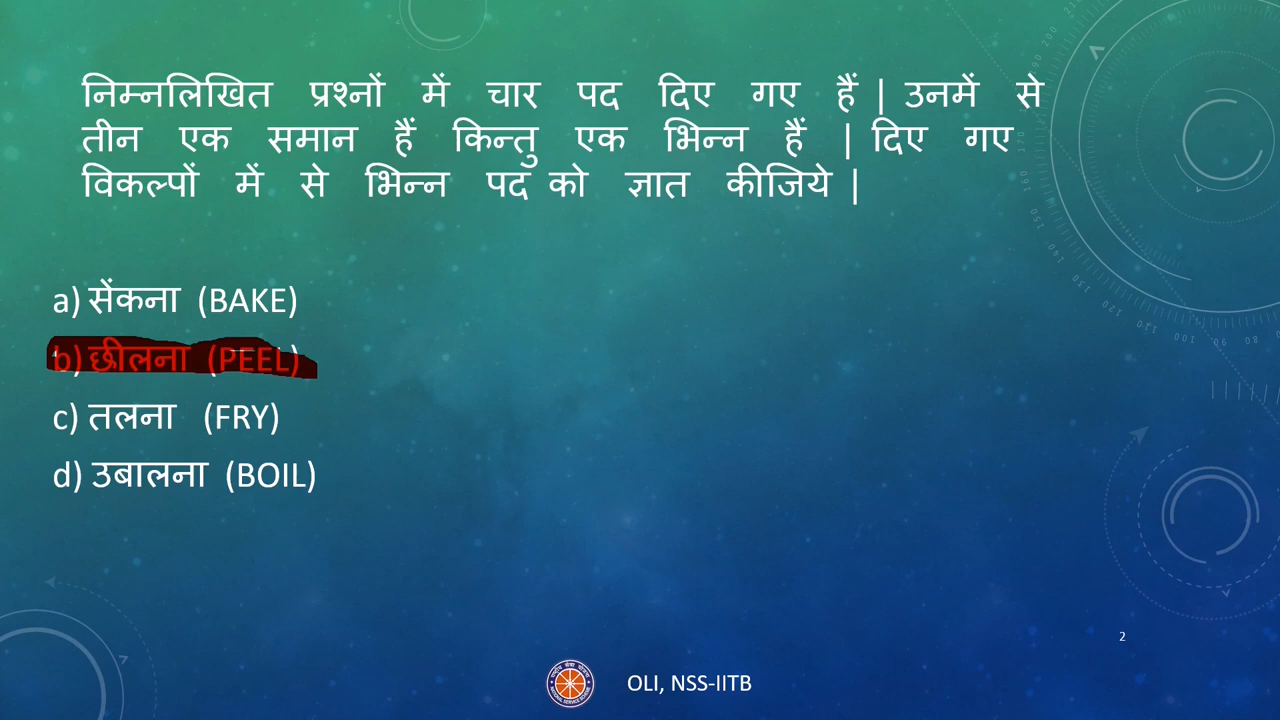 निम्नलिखित प्रश्नों में चार पद दिए गए हैं | उनमें से
तीन एक समान हैं किन्तु एक भिन्न हैं | दिए गए
विकल्पों में से भिन्न पद को ज्ञात कीजिये |
a) सेंकना (BAKE)
b) छीलना (PEEL)
c) तलना (FRY)
d) उबालना (BOIL)
2
OLI, NSS-IITB